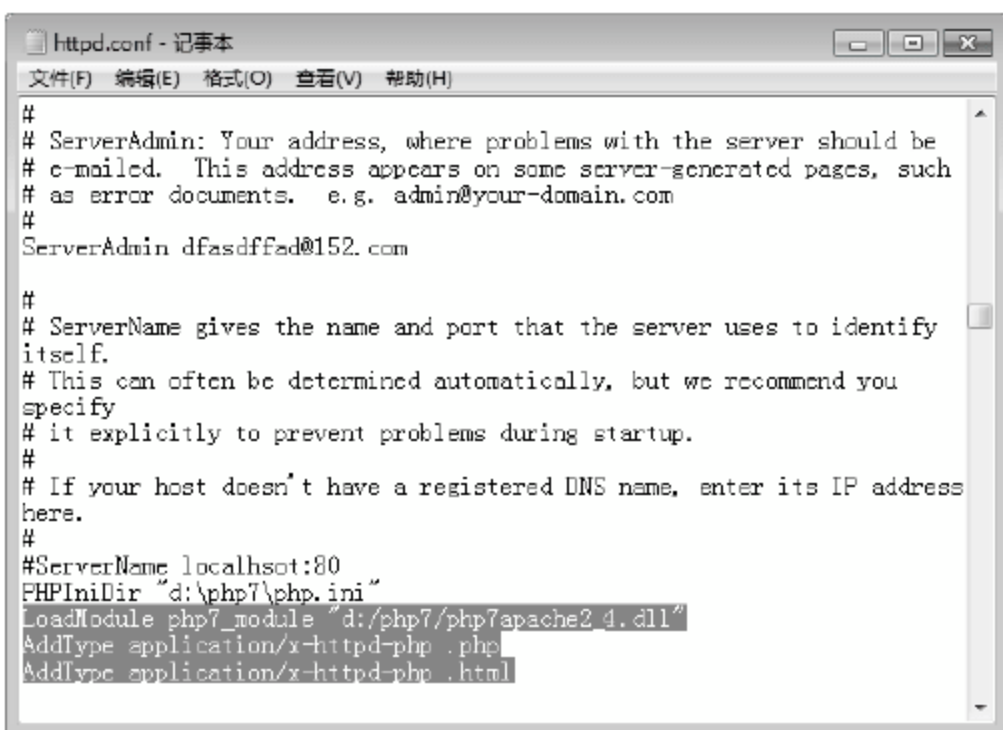 httpd.conf - 记事本
文件(F) 编辑(E) 格式(O) 查看(V) 帮助(H)
#
# ServerAdmin: Your address, where problems with the server should be
# e-mailed.  This address appears on some server-generated pages, such
# as error documents.  e.g. admin@your-domain.com
#
ServerAdmin dfasdffad@152.com
#
# ServerName gives the name and port that the server uses to identify
itself.
# This can often be determined automatically, but we recommend you
specify
# it explicitly to prevent problems during startup.
#
# If your host doesn't have a registered DNS name, enter its IP address
here.
#
#ServerName localhsot:80
PHPIniDir "d:\php7\php.ini"
LoadModule php7_module "d:/php7/php7apache2_4.dll"
AddType application/x-httpd-php .php
AddType application/x-httpd-php .html